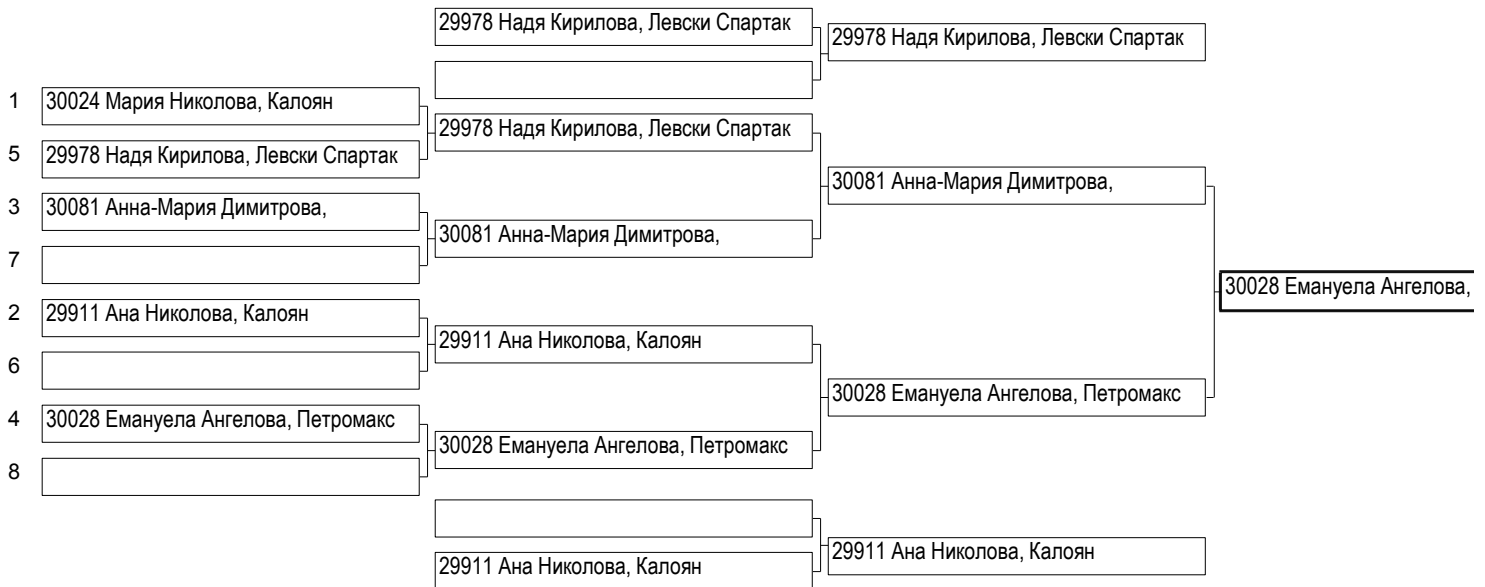 29978 Надя Кирилова, Левски Спартак
29978 Надя Кирилова, Левски Спартак
1 30024 Мария Николова, Калоян
29978 Надя Кирилова, Левски Спартак
5 29978 Надя Кирилова, Левски Спартак
30081 Анна-Мария Димитрова,
3 30081 Анна-Мария Димитрова,
30081 Анна-Мария Димитрова,
7
30028 Емануела Ангелова,
2 29911 Ана Николова, Калоян
29911 Ана Николова, Калоян
6
30028 Емануела Ангелова, Петромакс
4 30028 Емануела Ангелова, Петромакс
30028 Емануела Ангелова, Петромакс
8
29911 Ана Николова, Калоян
29911 Ана Николова, Калоян